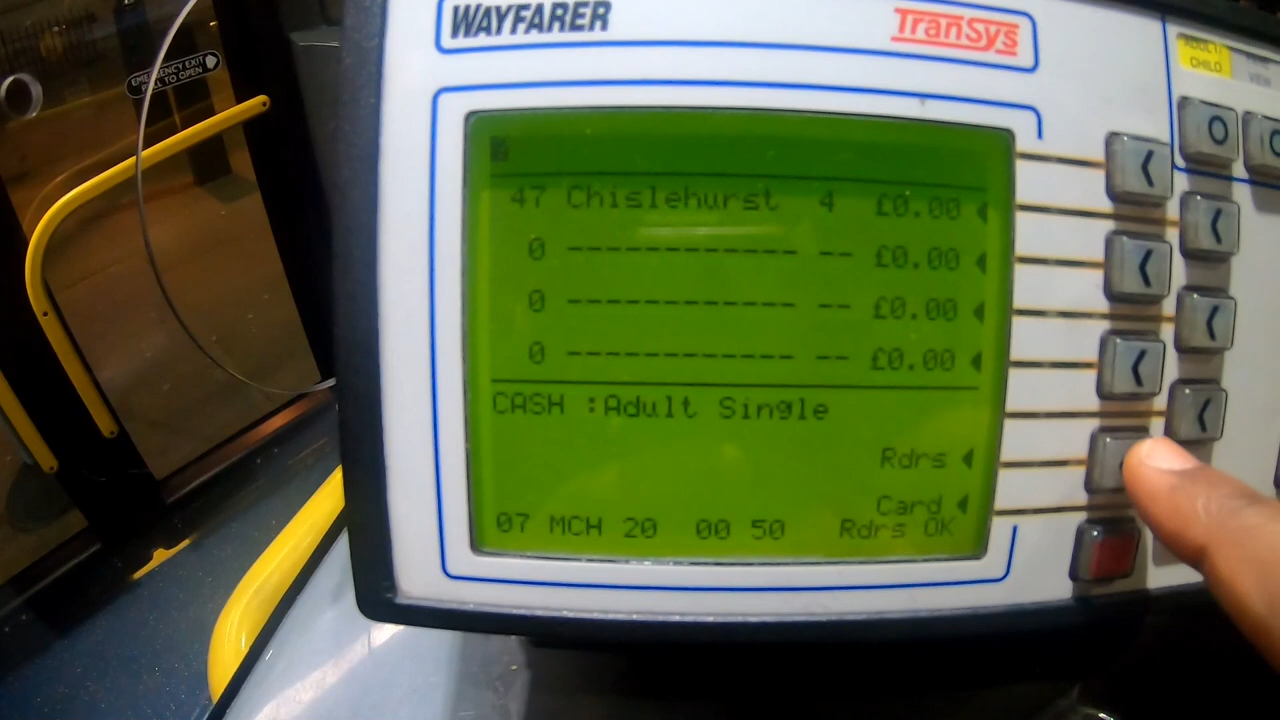 WAYFARER
TranSys
EMERGENCY EXIT
PULL TO OPEN
ADULT/
CHILD
VIEW
47 Chislehurst 4 £0.00
0 ------------- -- £0.00
0 ------------- -- £0.00
0 ------------- -- £0.00
CASH :Adult Single
Rdrs
Card
07 MCH 20 00 50 Rdrs OK